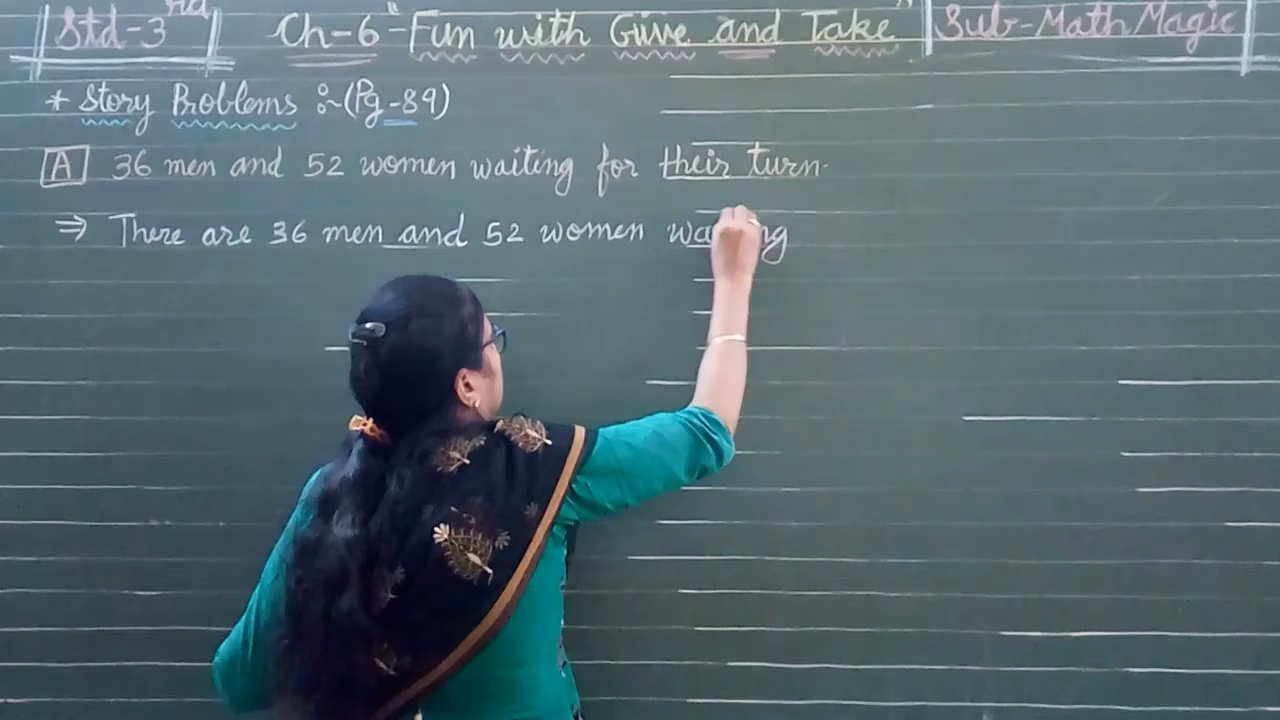 Std-3rd Ch-6 "Fun with Give and Take" Sub-Math Magic
* Story Problems :~(Pg-89)
A 36 men and 52 women waiting for their turn.
⇒ There are 36 men and 52 women waiting